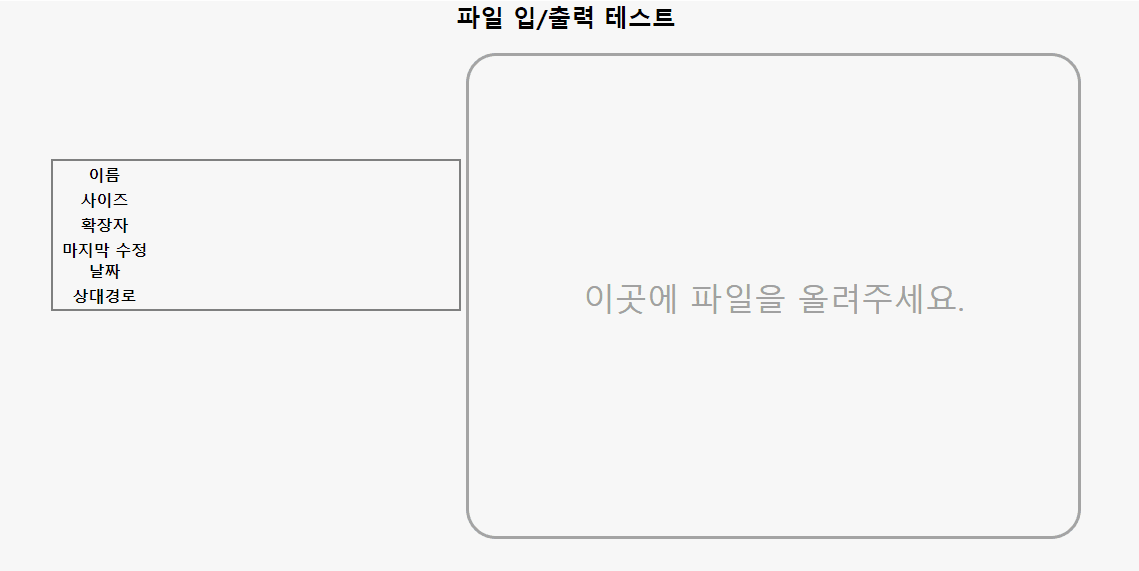 파일 입/출력 테스트
이름
사이즈
확장자
마지막 수정
날짜
상대경로
이곳에 파일을 올려주세요.